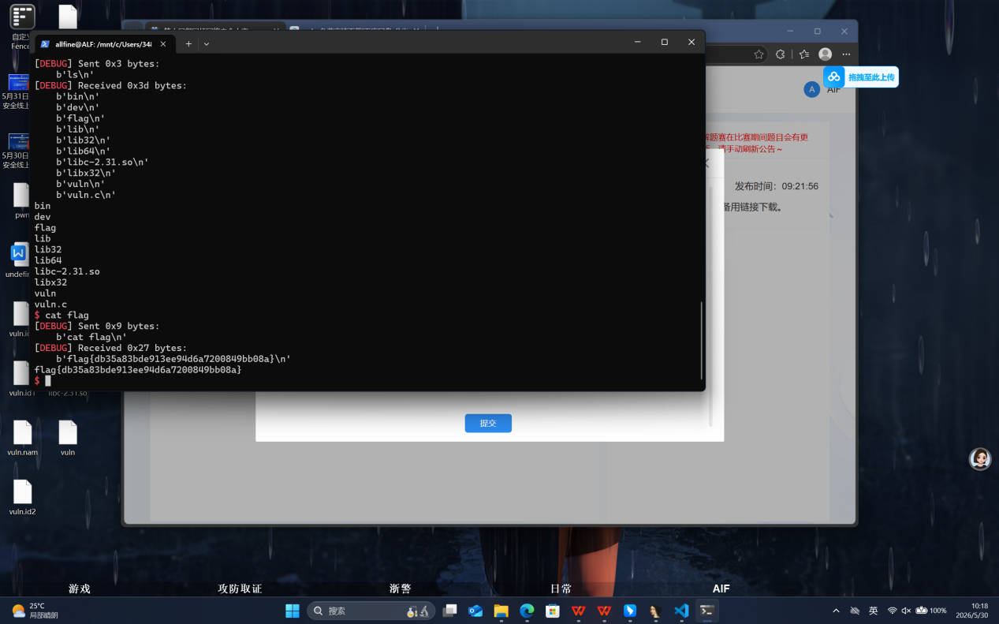 allfine@ALF: /mnt/c/Users/34
[DEBUG] Sent 0x3 bytes:
b'ls\n'
[DEBUG] Received 0x3d bytes:
b'bin\n'
b'dev\n'
b'flag\n'
b'lib\n'
b'lib32\n'
b'lib64\n'
b'libc-2.31.so\n'
b'libx32\n'
b'vuln\n'
b'vuln.c\n'
bin
dev
flag
lib
lib32
lib64
libc-2.31.so
libx32
vuln
vuln.c
$ cat flag
[DEBUG] Sent 0x9 bytes:
b'cat flag\n'
[DEBUG] Received 0x27 bytes:
b'flag{db35a83bde913ee94d6a7200849bb08a}\n'
flag{db35a83bde913ee94d6a7200849bb08a}
$
拖拽至此上传
A
AIF
解题赛在比赛期间题目会有更
请手动刷新公告~
发布时间：09:21:56
备用链接下载。
提交
自定义
Fence
5月31日
安全线上
5月30日
安全线上
pwn
undefin
vuln.id
vuln.id1
libc-2.31.so
vuln.nam
vuln
vuln.id2
游戏
攻防取证
浙警
日常
AIF
25°C
局部晴朗
搜索
英
100%
10:18
2026/5/30